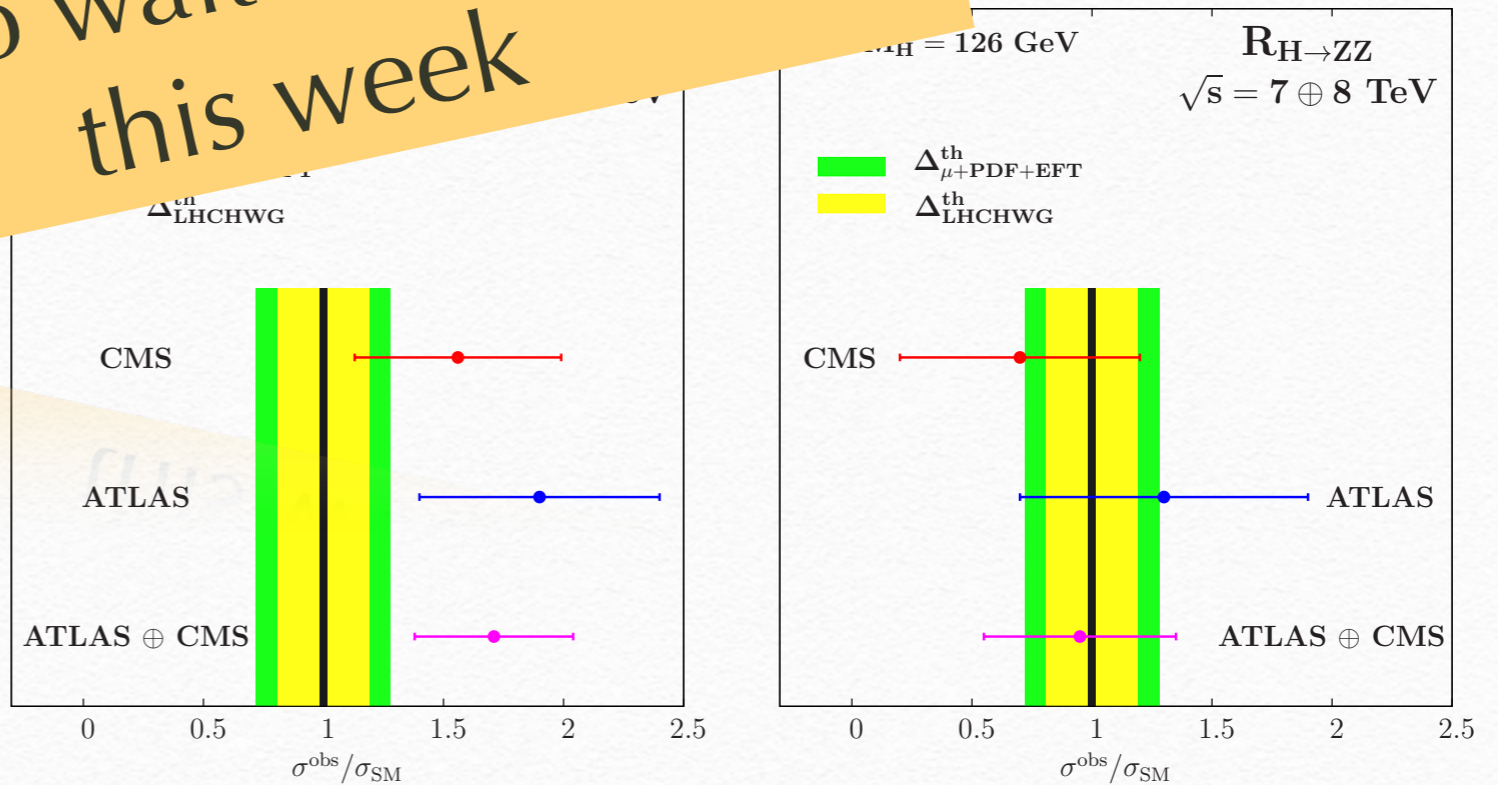 this week
Δ^th_LHCHWG
CMS
ATLAS
ATLAS ⊕ CMS
0 0.5 1 1.5 2 2.5
σ^obs/σ_SM
= 126 GeV
R_H→ZZ
√s = 7 ⊕ 8 TeV
Δ^th_μ+PDF+EFT
Δ^th_LHCHWG
CMS
ATLAS
ATLAS ⊕ CMS
0 0.5 1 1.5 2 2.5
σ^obs/σ_SM